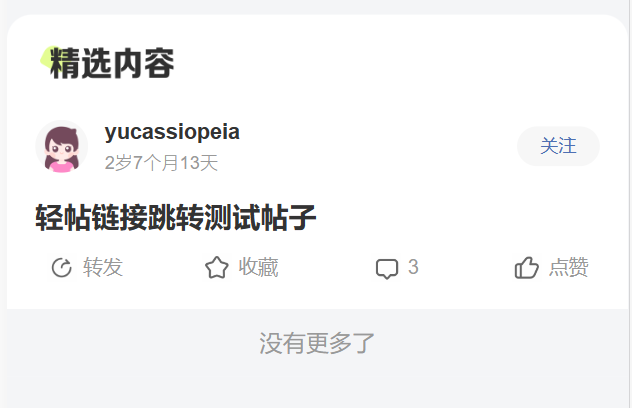 精选内容
yucassiopeia
关注
2岁7个月13天
轻帖链接跳转测试帖子
转发 收藏 3 点赞
没有更多了